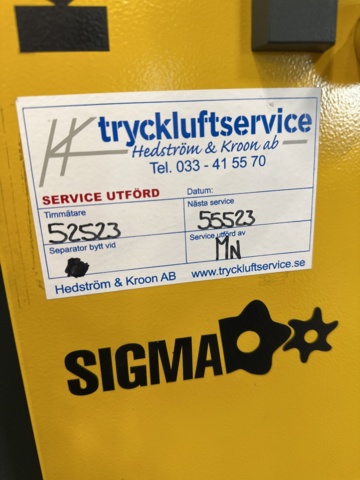 tryckluftservice
Hedström & Kroon ab
Tel. 033 - 41 55 70
SERVICE UTFÖRD Datum:
Timmätare Nästa service
52523 55523
Separator bytt vid Service utförd av
MN
Hedström & Kroon AB www.tryckluftservice.se
SIGMA